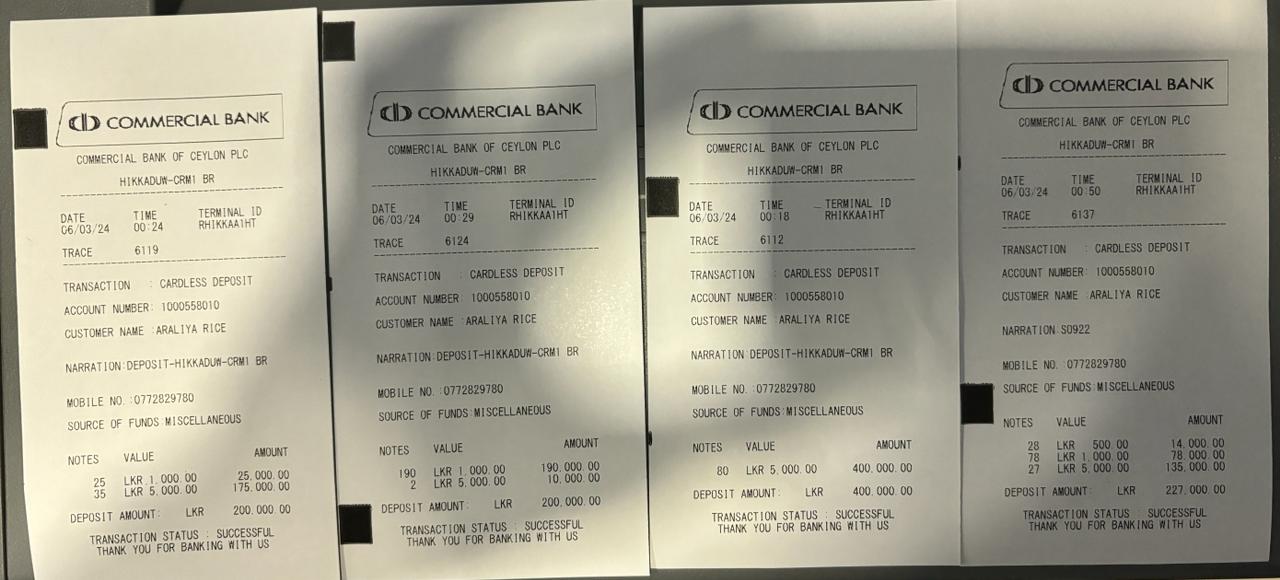 COMMERCIAL BANK
COMMERCIAL BANK OF CEYLON PLC
HIKKADUW-CRM1 BR
DATE TIME TERMINAL ID
06/03/24 00:24 RHIKKAA1HT
TRACE 6119
TRANSACTION : CARDLESS DEPOSIT
ACCOUNT NUMBER: 1000558010
CUSTOMER NAME :ARALIYA RICE
NARRATION:DEPOSIT-HIKKADUW-CRM1 BR
MOBILE NO. :0772829780
SOURCE OF FUNDS:MISCELLANEOUS
NOTES VALUE AMOUNT
25 LKR 1,000.00 25,000.00
35 LKR 5,000.00 175,000.00
DEPOSIT AMOUNT: LKR 200,000.00
TRANSACTION STATUS : SUCCESSFUL
THANK YOU FOR BANKING WITH US
COMMERCIAL BANK
COMMERCIAL BANK OF CEYLON PLC
HIKKADUW-CRM1 BR
DATE TIME TERMINAL ID
06/03/24 00:29 RHIKKAA1HT
TRACE 6124
TRANSACTION : CARDLESS DEPOSIT
ACCOUNT NUMBER: 1000558010
CUSTOMER NAME :ARALIYA RICE
NARRATION:DEPOSIT-HIKKADUW-CRM1 BR
MOBILE NO. :0772829780
SOURCE OF FUNDS:MISCELLANEOUS
NOTES VALUE AMOUNT
190 LKR 1,000.00 190,000.00
2 LKR 5,000.00 10,000.00
DEPOSIT AMOUNT: LKR 200,000.00
TRANSACTION STATUS : SUCCESSFUL
THANK YOU FOR BANKING WITH US
COMMERCIAL BANK
COMMERCIAL BANK OF CEYLON PLC
HIKKADUW-CRM1 BR
DATE TIME TERMINAL ID
06/03/24 00:18 RHIKKAA1HT
TRACE 6112
TRANSACTION : CARDLESS DEPOSIT
ACCOUNT NUMBER: 1000558010
CUSTOMER NAME :ARALIYA RICE
NARRATION:DEPOSIT-HIKKADUW-CRM1 BR
MOBILE NO. :0772829780
SOURCE OF FUNDS:MISCELLANEOUS
NOTES VALUE AMOUNT
80 LKR 5,000.00 400,000.00
DEPOSIT AMOUNT: LKR 400,000.00
TRANSACTION STATUS : SUCCESSFUL
THANK YOU FOR BANKING WITH US
COMMERCIAL BANK
COMMERCIAL BANK OF CEYLON PLC
HIKKADUW-CRM1 BR
DATE TIME TERMINAL ID
06/03/24 00:50 RHIKKAA1HT
TRACE 6137
TRANSACTION : CARDLESS DEPOSIT
ACCOUNT NUMBER: 1000558010
CUSTOMER NAME :ARALIYA RICE
NARRATION:S0922
MOBILE NO. :0772829780
SOURCE OF FUNDS:MISCELLANEOUS
NOTES VALUE AMOUNT
28 LKR 500.00 14,000.00
78 LKR 1,000.00 78,000.00
27 LKR 5,000.00 135,000.00
DEPOSIT AMOUNT: LKR 227,000.00
TRANSACTION STATUS : SUCCESSFUL
THANK YOU FOR BANKING WITH US